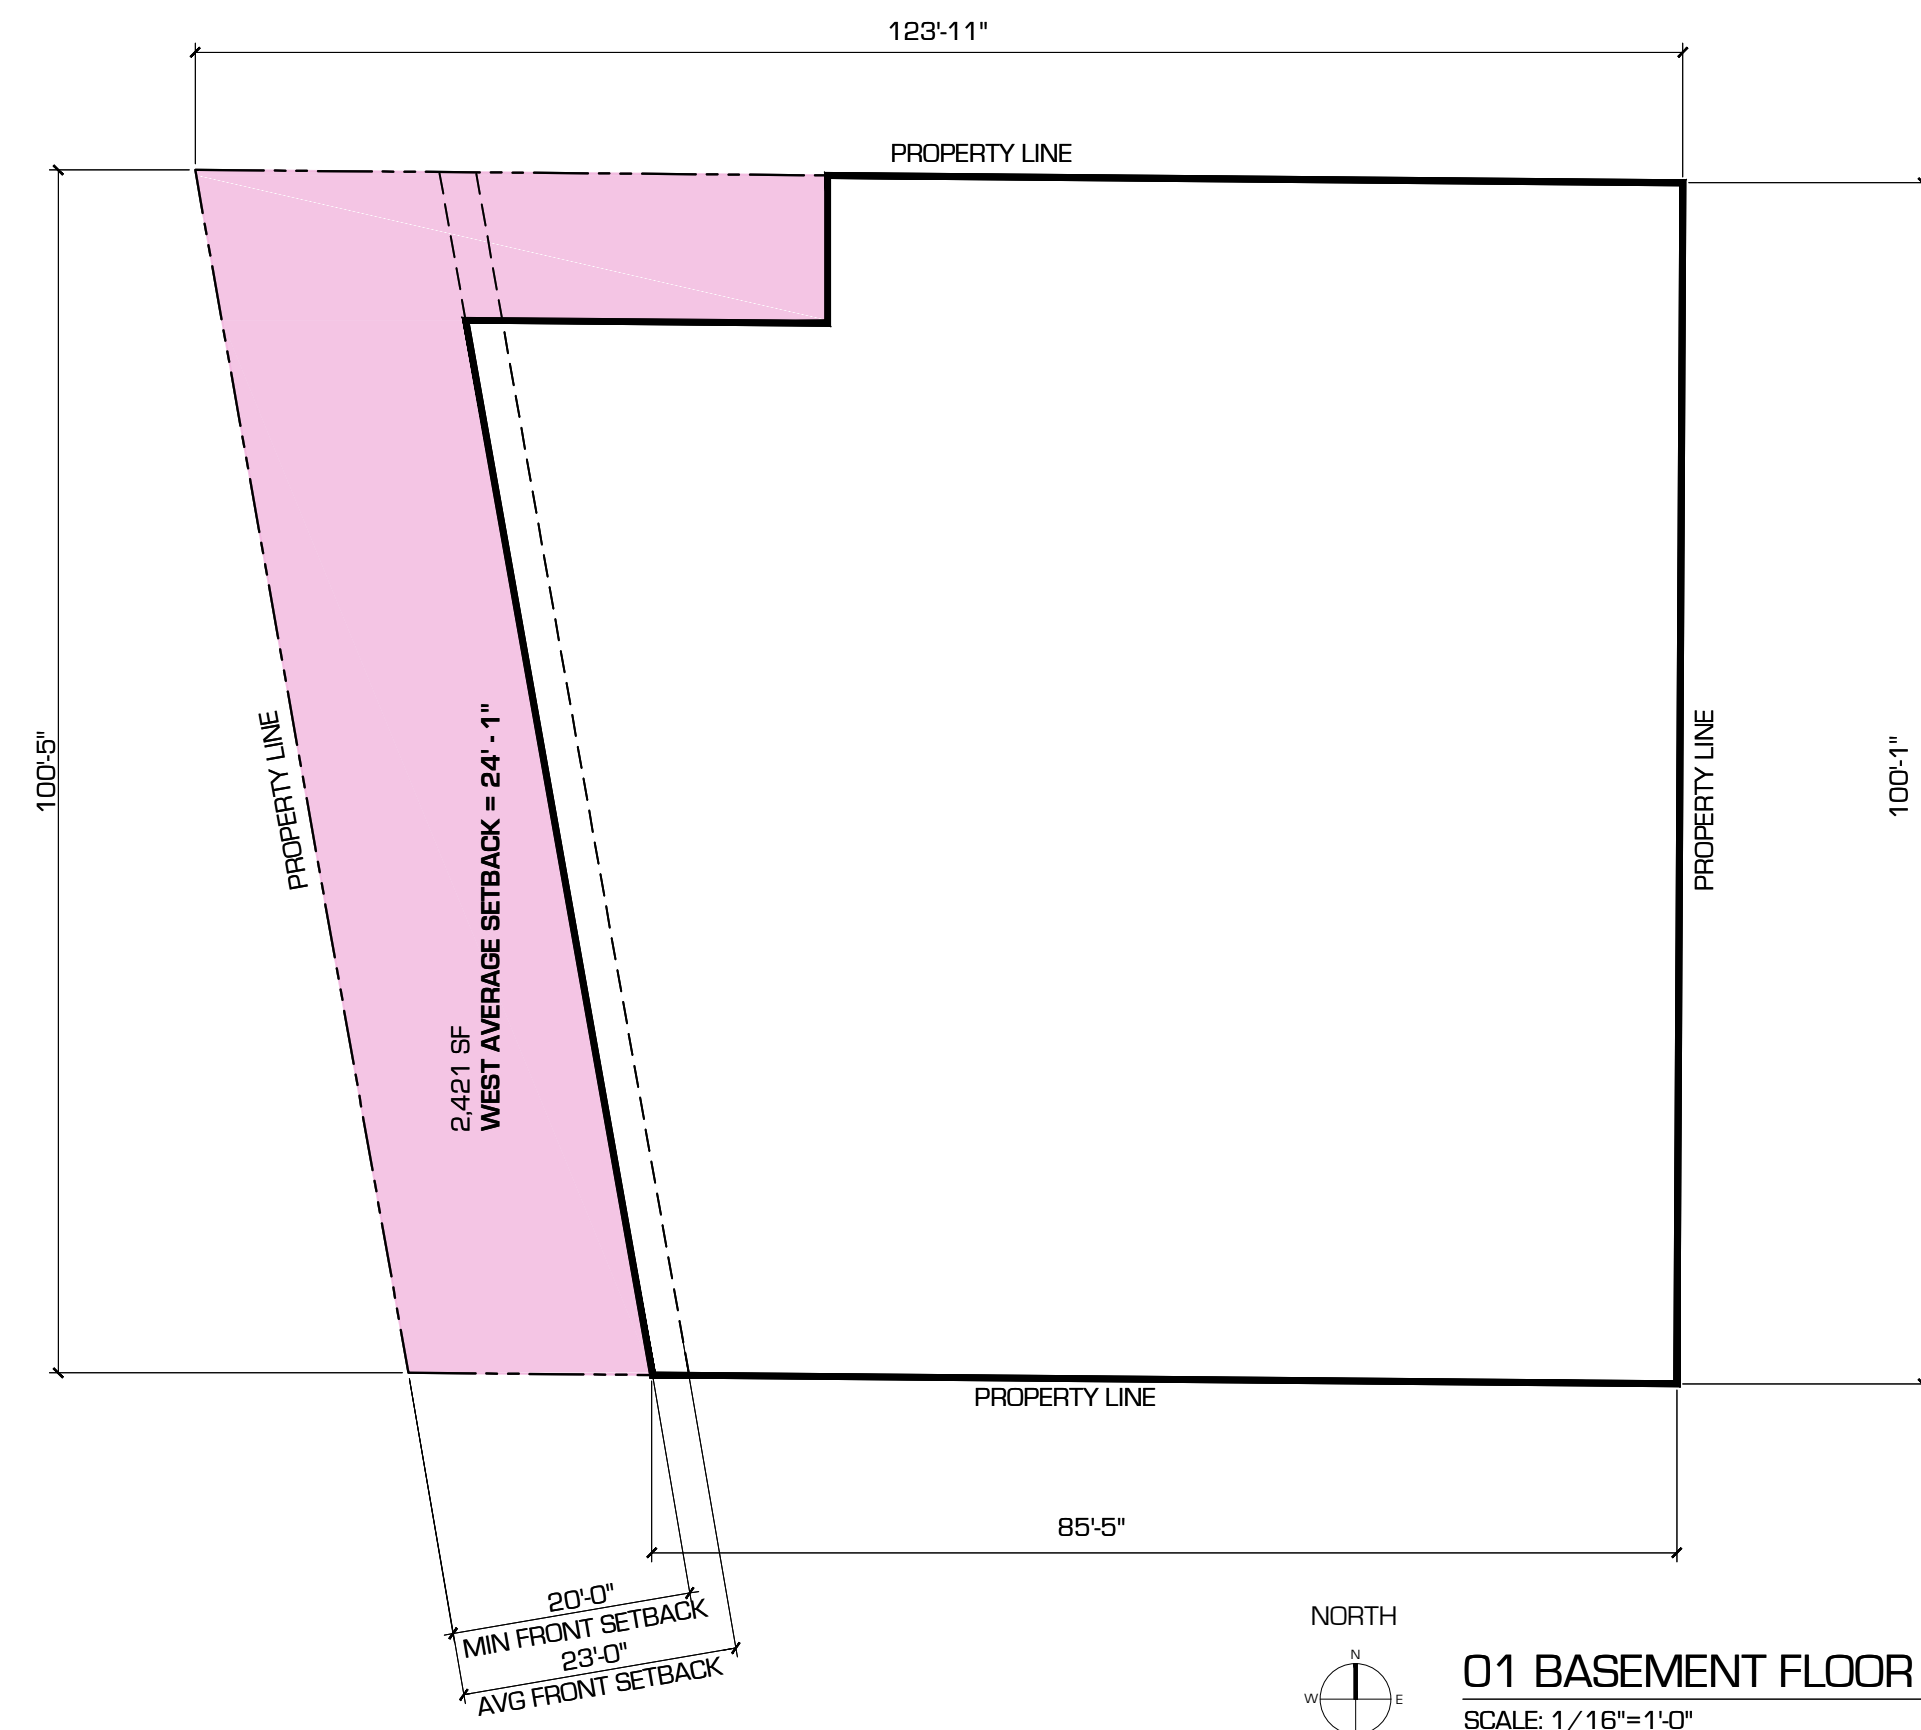 123'-11"
PROPERTY LINE
100'-5"
PROPERTY LINE
2,421 SF
WEST AVERAGE SETBACK = 24' - 1"
PROPERTY LINE
100'-1"
PROPERTY LINE
85'-5"
20'-0"
MIN FRONT SETBACK
23'-0"
AVG FRONT SETBACK
NORTH
N
W
E
01 BASEMENT FLOOR
SCALE: 1/16"=1'-0"